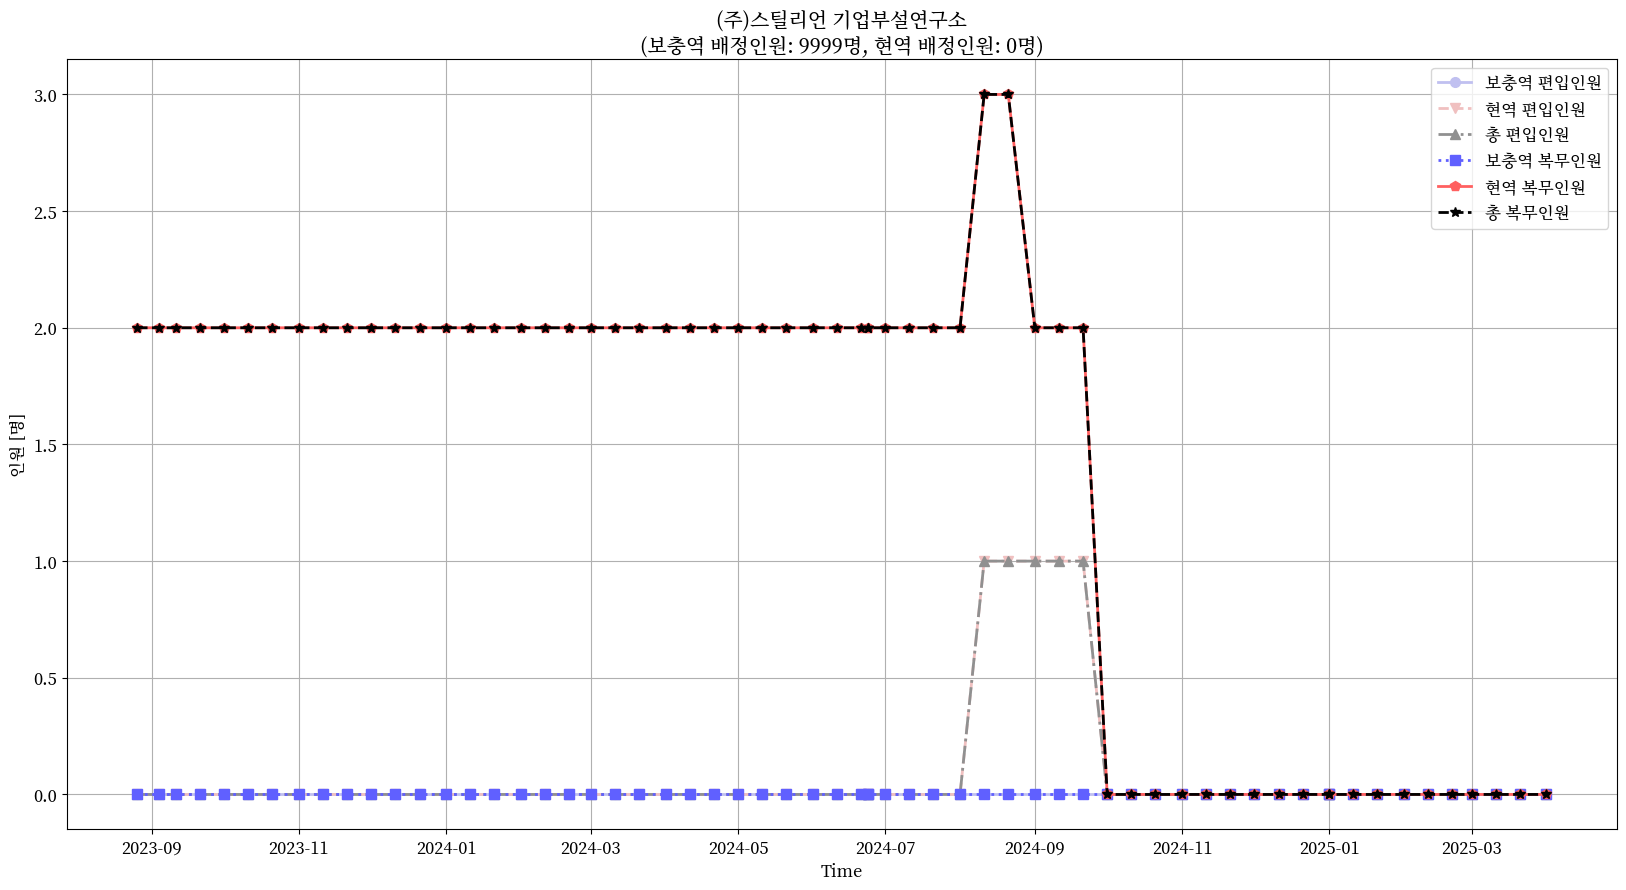 (주)스틸리언 기업부설연구소
(보충역 배정인원: 9999명, 현역 배정인원: 0명)
보충역 편입인원
현역 편입인원
총 편입인원
보충역 복무인원
현역 복무인원
총 복무인원
인원 [명]
3.0
2.5
2.0
1.5
1.0
0.5
0.0
2023-09 2023-11 2024-01 2024-03 2024-05 2024-07 2024-09 2024-11 2025-01 2025-03
Time